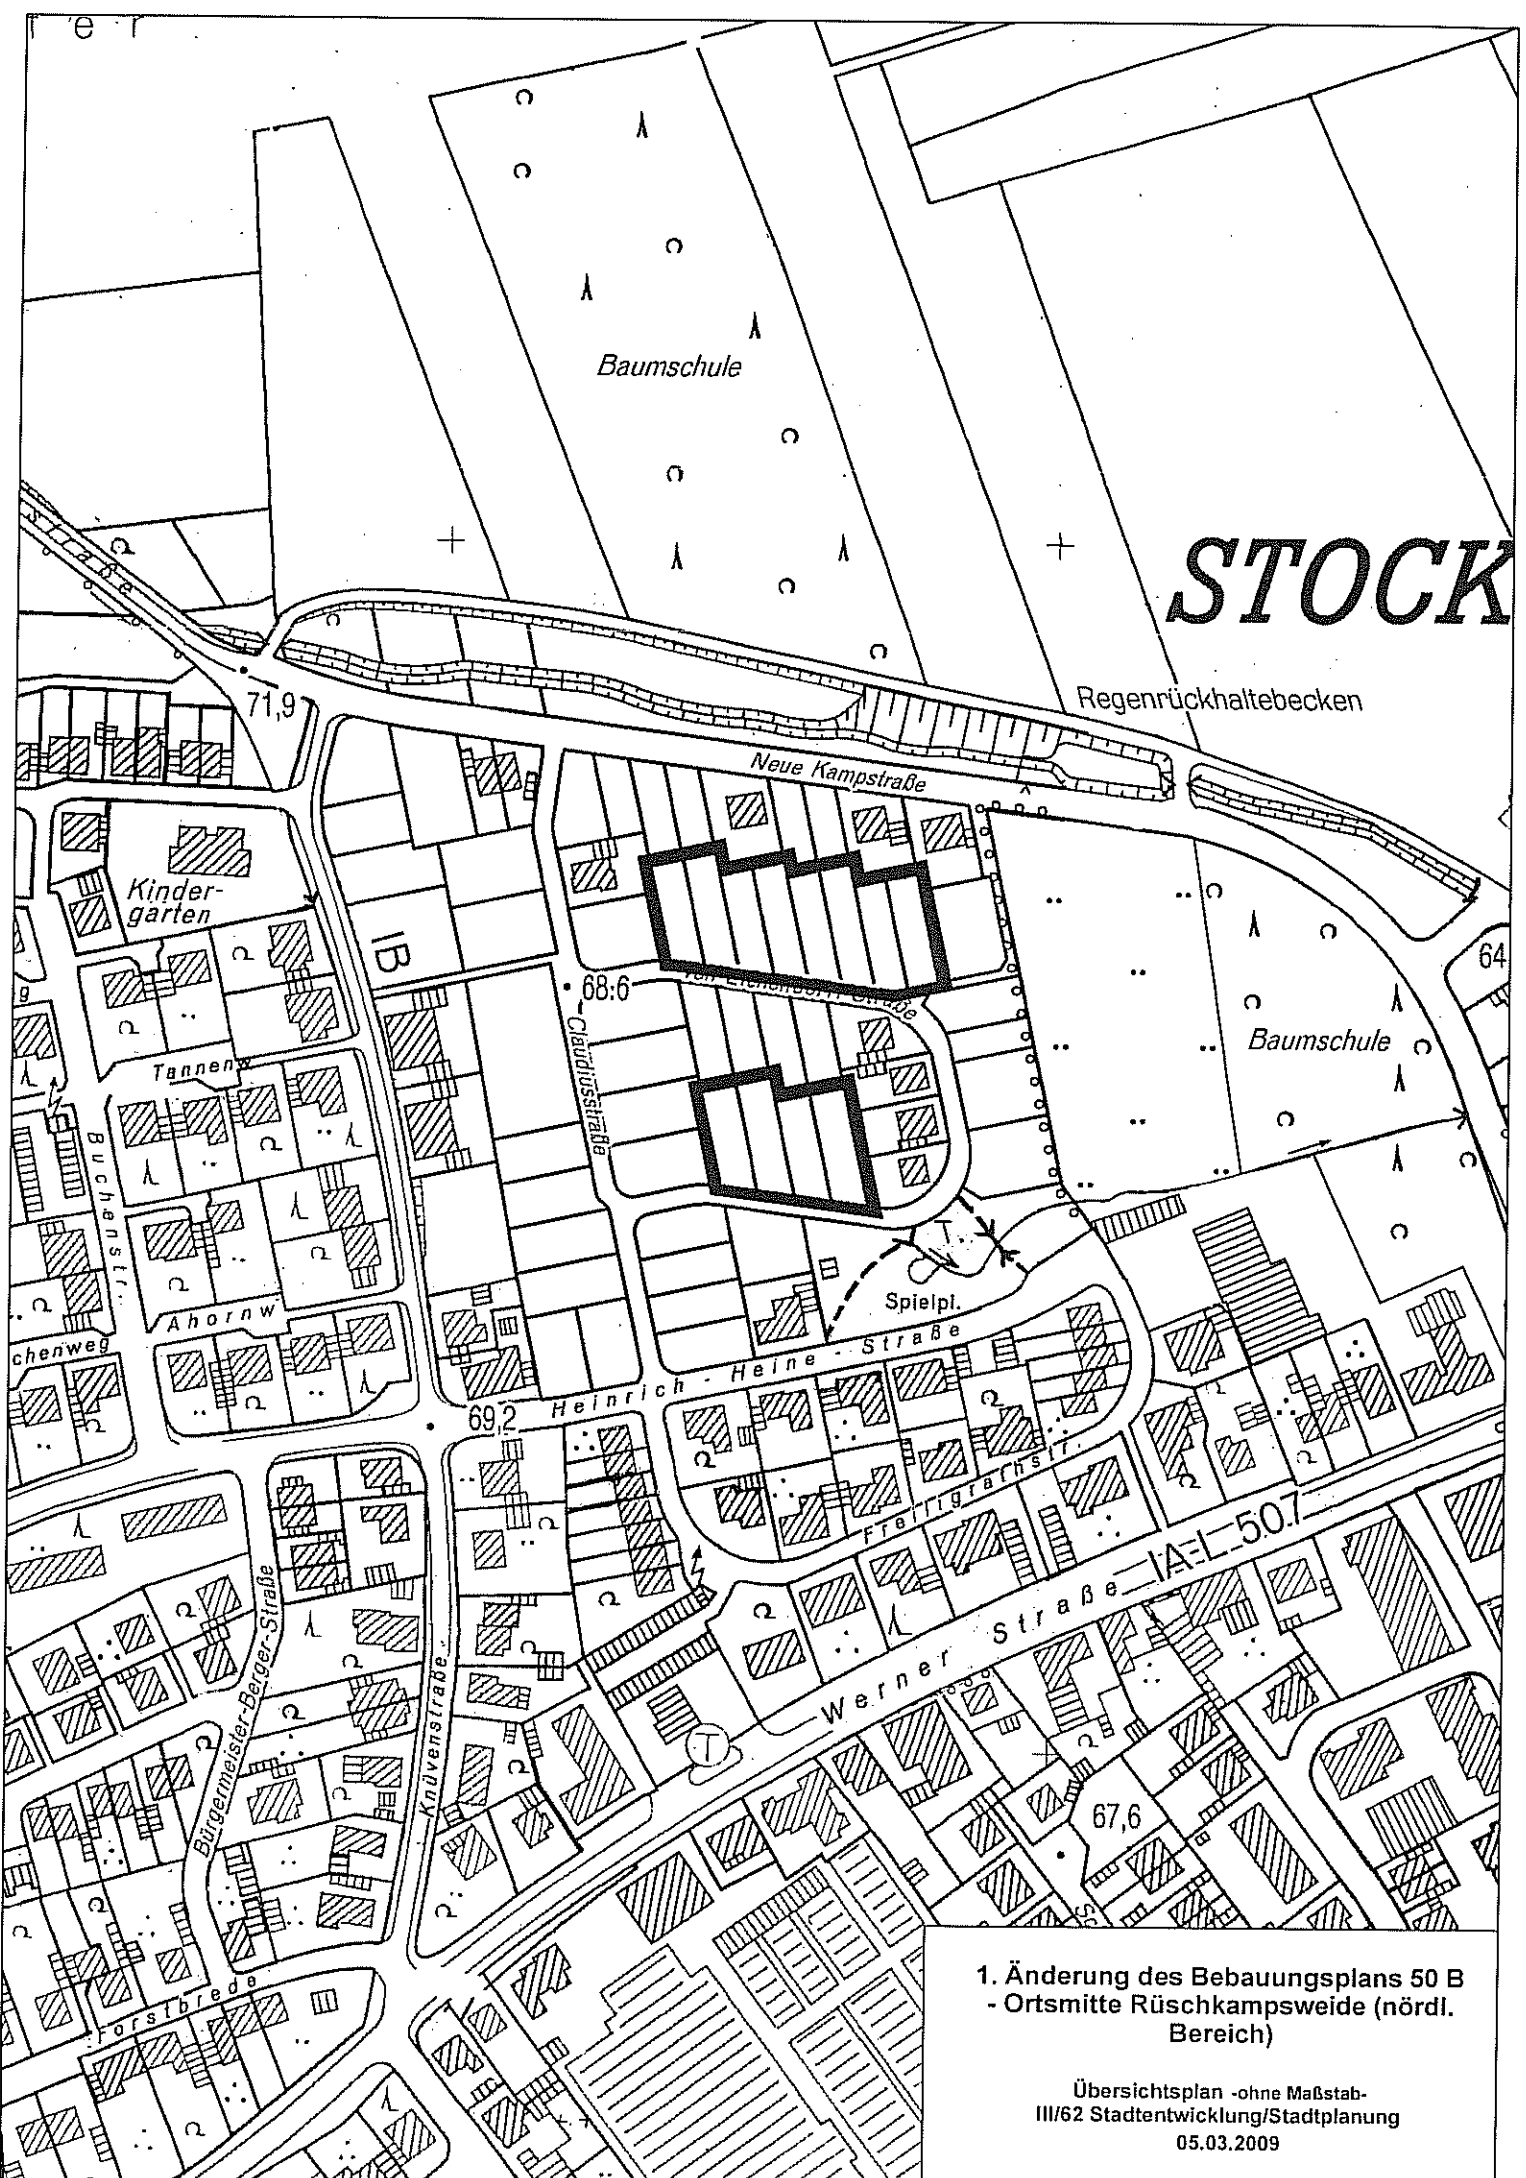 Baumschule
STOCK
71,9
Regenrückhaltebecken
Neue Kampstraße
Kinder-
garten
IB
68:6
64
Claudiusstraße
Baumschule
Tannenw
Buchenstr.
Ahornw
chenweg
Spielpl.
Heinrich - Heine - Straße
69,2
Freiligrathstr.
Werner Straße IA-L 507
Bürgermeister-Berger-Straße
Knüvenstraße
T
67,6
Forstbrede
1. Änderung des Bebauungsplans 50 B
- Ortsmitte Rüschkampsweide (nördl.
Bereich)
Übersichtsplan -ohne Maßstab-
III/62 Stadtentwicklung/Stadtplanung
05.03.2009